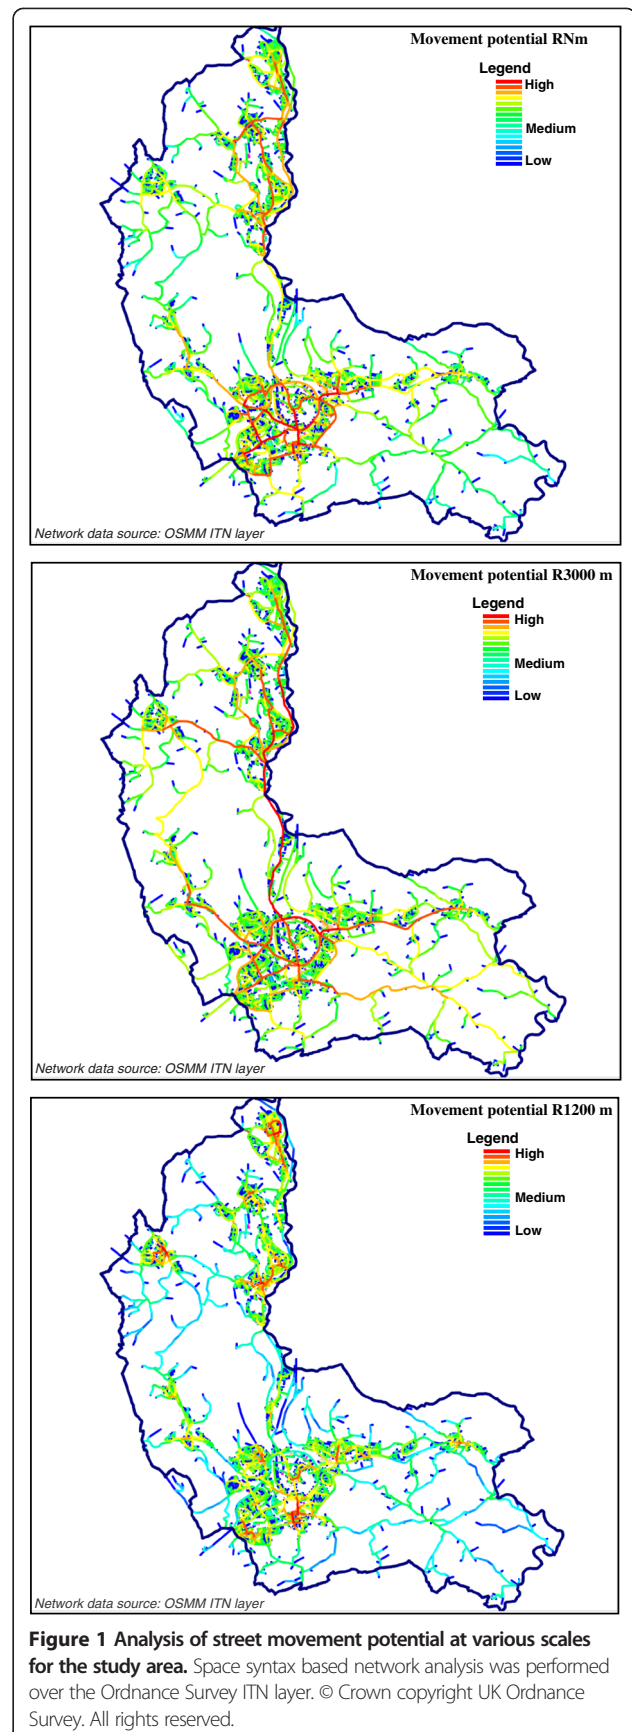 Movement potential RNm
Legend
High
Medium
Low
Network data source: OSMM ITN layer
Movement potential R3000 m
Legend
High
Medium
Low
Network data source: OSMM ITN layer
Movement potential R1200 m
Legend
High
Medium
Low
Network data source: OSMM ITN layer
Figure 1 Analysis of street movement potential at various scales
for the study area. Space syntax based network analysis was performed
over the Ordnance Survey ITN layer. © Crown copyright UK Ordnance
Survey. All rights reserved.